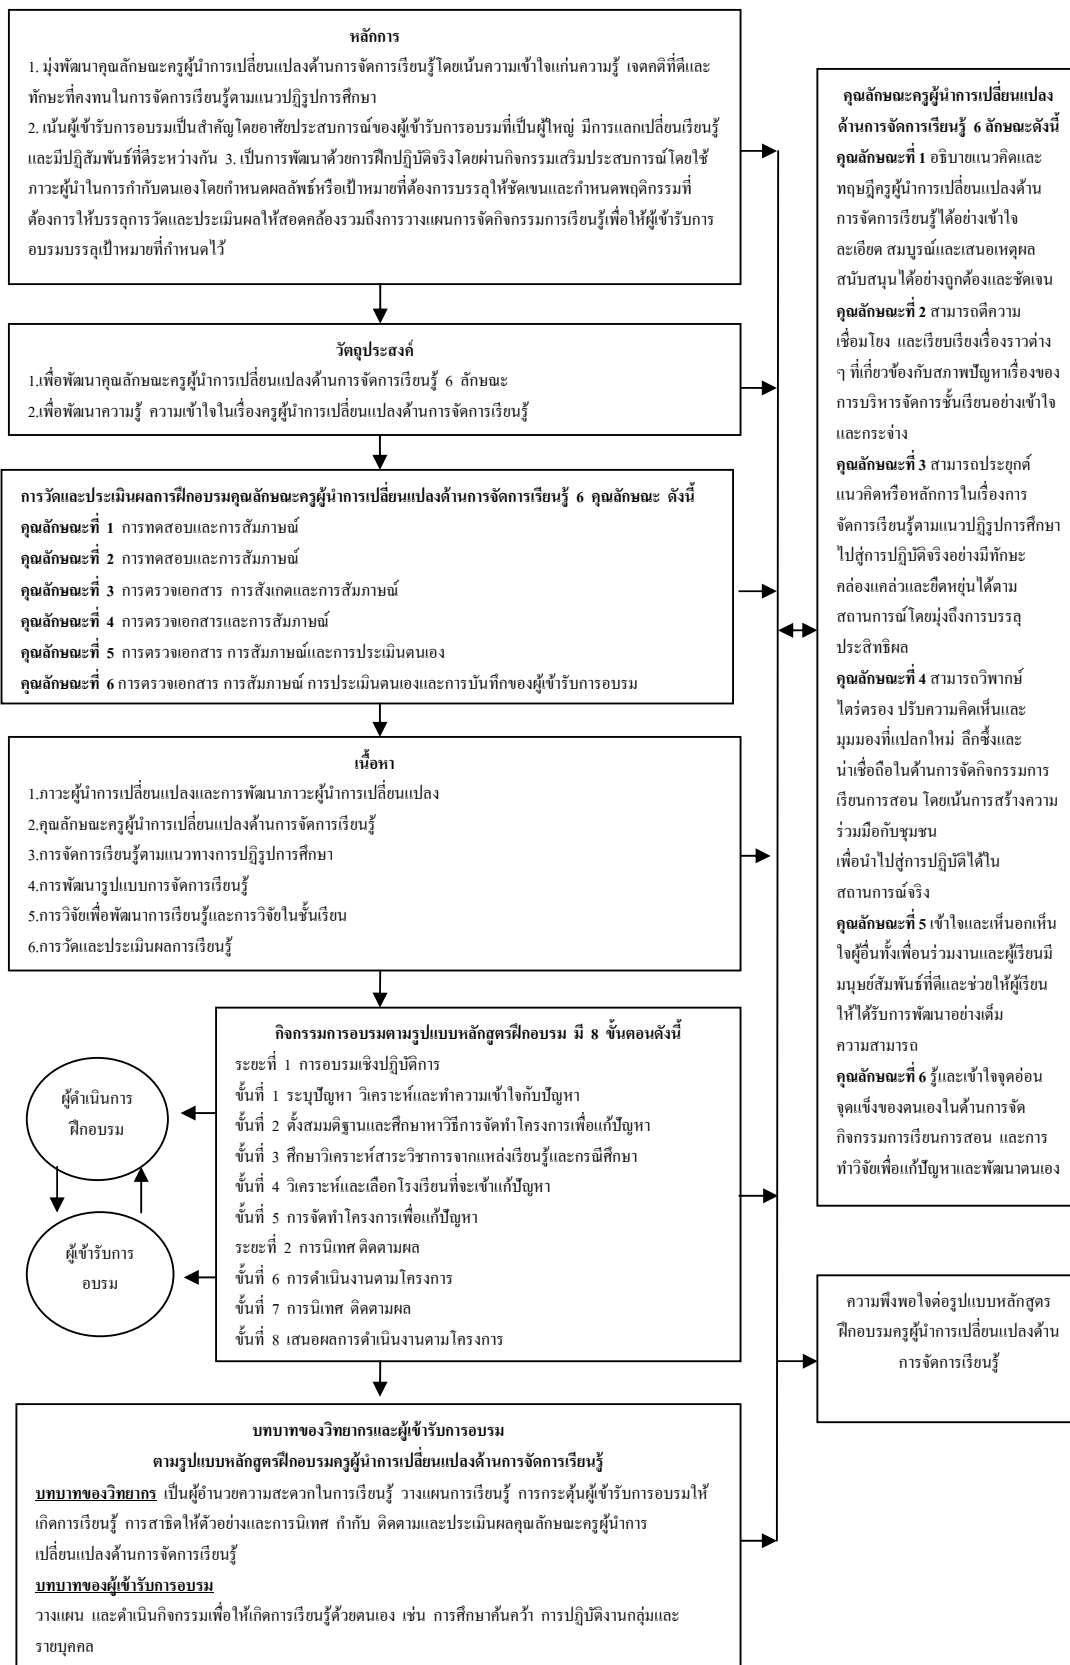 หลักการ
1. มุ่งพัฒนาคุณลักษณะครูผู้นำการเปลี่ยนแปลงด้านการจัดการเรียนรู้โดยเน้นความเข้าใจแก่นความรู้ เจตคติที่ดีและ
ทักษะที่คงทนในการจัดการเรียนรู้ตามแนวปฏิรูปการศึกษา
2. เน้นผู้เข้ารับการอบรมเป็นสำคัญโดยอาศัยประสบการณ์ของผู้เข้ารับการอบรมที่เป็นผู้ใหญ่ มีการแลกเปลี่ยนเรียนรู้
และมีปฏิสัมพันธ์ที่ดีระหว่างกัน 3. เป็นการพัฒนาด้วยการฝึกปฏิบัติจริงโดยผ่านกิจกรรมเสริมประสบการณ์โดยใช้
ภาวะผู้นำในการกำกับตนเองโดยกำหนดผลลัพธ์หรือเป้าหมายที่ต้องการบรรลุให้ชัดเขนและกำหนดพฤติกรรมที่
ต้องการให้บรรลุการวัดและประเมินผลให้สอดคล้องรวมถึงการวางแผนการจัดกิจกรรมการเรียนรู้เพื่อให้ผู้เข้ารับการ
อบรมบรรลุเป้าหมายที่กำหนดไว้
วัตถุประสงค์
1.เพื่อพัฒนาคุณลักษณะครูผู้นำการเปลี่ยนแปลงด้านการจัดการเรียนรู้ 6 ลักษณะ
2.เพื่อพัฒนาความรู้ ความเข้าใจในเรื่องครูผู้นำการเปลี่ยนแปลงด้านการจัดการเรียนรู้
การวัดและประเมินผลการฝึกอบรมคุณลักษณะครูผู้นำการเปลี่ยนแปลงด้านการจัดการเรียนรู้ 6 คุณลักษณะ ดังนี้
คุณลักษณะที่ 1 การทดสอบและการสัมภาษณ์
คุณลักษณะที่ 2 การทดสอบและการสัมภาษณ์
คุณลักษณะที่ 3 การตรวจเอกสาร การสังเกตและการสัมภาษณ์
คุณลักษณะที่ 4 การตรวจเอกสารและการสัมภาษณ์
คุณลักษณะที่ 5 การตรวจเอกสาร การสัมภาษณ์และการประเมินตนเอง
คุณลักษณะที่ 6 การตรวจเอกสาร การสัมภาษณ์ การประเมินตนเองและการบันทึกของผู้เข้ารับการอบรม
เนื้อหา
1.ภาวะผู้นำการเปลี่ยนแปลงและการพัฒนาภาวะผู้นำการเปลี่ยนแปลง
2.คุณลักษณะครูผู้นำการเปลี่ยนแปลงด้านการจัดการเรียนรู้
3.การจัดการเรียนรู้ตามแนวทางการปฏิรูปการศึกษา
4.การพัฒนารูปแบบการจัดการเรียนรู้
5.การวิจัยเพื่อพัฒนาการเรียนรู้และการวิจัยในชั้นเรียน
6.การวัดและประเมินผลการเรียนรู้
กิจกรรมการอบรมตามรูปแบบหลักสูตรฝึกอบรม มี 8 ขั้นตอนดังนี้
ระยะที่ 1 การอบรมเชิงปฏิบัติการ
ขั้นที่ 1 ระบุปัญหา วิเคราะห์และทำความเข้าใจกับปัญหา
ขั้นที่ 2 ตั้งสมมติฐานและศึกษาหาวิธีการจัดทำโครงการเพื่อแก้ปัญหา
ขั้นที่ 3 ศึกษาวิเคราะห์สาระวิชาการจากแหล่งเรียนรู้และกรณีศึกษา
ขั้นที่ 4 วิเคราะห์และเลือกโรงเรียนที่จะเข้าแก้ปัญหา
ขั้นที่ 5 การจัดทำโครงการเพื่อแก้ปัญหา
ระยะที่ 2 การนิเทศ ติดตามผล
ขั้นที่ 6 การดำเนินงานตามโครงการ
ขั้นที่ 7 การนิเทศ ติดตามผล
ขั้นที่ 8 เสนอผลการดำเนินงานตามโครงการ
ผู้ดำเนินการ
ฝึกอบรม
ผู้เข้ารับการ
อบรม
บทบาทของวิทยากรและผู้เข้ารับการอบรม
ตามรูปแบบหลักสูตรฝึกอบรมครูผู้นำการเปลี่ยนแปลงด้านการจัดการเรียนรู้
บทบาทของวิทยากร เป็นผู้อำนวยความสะดวกในการเรียนรู้ วางแผนการเรียนรู้ การกระตุ้นผู้เข้ารับการอบรมให้
เกิดการเรียนรู้ การสาธิตให้ตัวอย่างและการนิเทศ กำกับ ติดตามและประเมินผลคุณลักษณะครูผู้นำการ
เปลี่ยนแปลงด้านการจัดการเรียนรู้
บทบาทของผู้เข้ารับการอบรม
วางแผน และดำเนินกิจกรรมเพื่อให้เกิดการเรียนรู้ด้วยตนเอง เช่น การศึกษาค้นคว้า การปฏิบัติงานกลุ่มและ
รายบุคคล
คุณลักษณะครูผู้นำการเปลี่ยนแปลง
ด้านการจัดการเรียนรู้ 6 ลักษณะดังนี้
คุณลักษณะที่ 1 อธิบายแนวคิดและ
ทฤษฎีครูผู้นำการเปลี่ยนแปลงด้าน
การจัดการเรียนรู้ได้อย่างเข้าใจ
ละเอียด สมบูรณ์และเสนอเหตุผล
สนับสนุนได้อย่างถูกต้องและชัดเจน
คุณลักษณะที่ 2 สามารถตีความ
เชื่อมโยง และเรียบเรียงเรื่องราวต่าง
ๆ ที่เกี่ยวข้องกับสภาพปัญหาเรื่องของ
การบริหารจัดการชั้นเรียนอย่างเข้าใจ
และกระจ่าง
คุณลักษณะที่ 3 สามารถประยุกต์
แนวคิดหรือหลักการในเรื่องการ
จัดการเรียนรู้ตามแนวปฏิรูปการศึกษา
ไปสู่การปฏิบัติจริงอย่างมีทักษะ
คล่องแคล่วและยืดหยุ่นได้ตาม
สถานการณ์โดยมุ่งถึงการบรรลุ
ประสิทธิผล
คุณลักษณะที่ 4 สามารถวิพากษ์
ไตร่ตรอง ปรับความคิดเห็นและ
มุมมองที่แปลกใหม่ ลึกซึ้งและ
น่าเชื่อถือในด้านการจัดกิจกรรมการ
เรียนการสอน โดยเน้นการสร้างความ
ร่วมมือกับชุมชน
เพื่อนำไปสู่การปฏิบัติได้ใน
สถานการณ์จริง
คุณลักษณะที่ 5 เข้าใจและเห็นอกเห็น
ใจผู้อื่นทั้งเพื่อนร่วมงานและผู้เรียนมี
มนุษย์สัมพันธ์ที่ดีและช่วยให้ผู้เรียน
ให้ได้รับการพัฒนาอย่างเต็ม
ความสามารถ
คุณลักษณะที่ 6 รู้และเข้าใจจุดอ่อน
จุดแข็งของตนเองในด้านการจัด
กิจกรรมการเรียนการสอน และการ
ทำวิจัยเพื่อแก้ปัญหาและพัฒนาตนเอง
ความพึงพอใจต่อรูปแบบหลักสูตร
ฝึกอบรมครูผู้นำการเปลี่ยนแปลงด้าน
การจัดการเรียนรู้